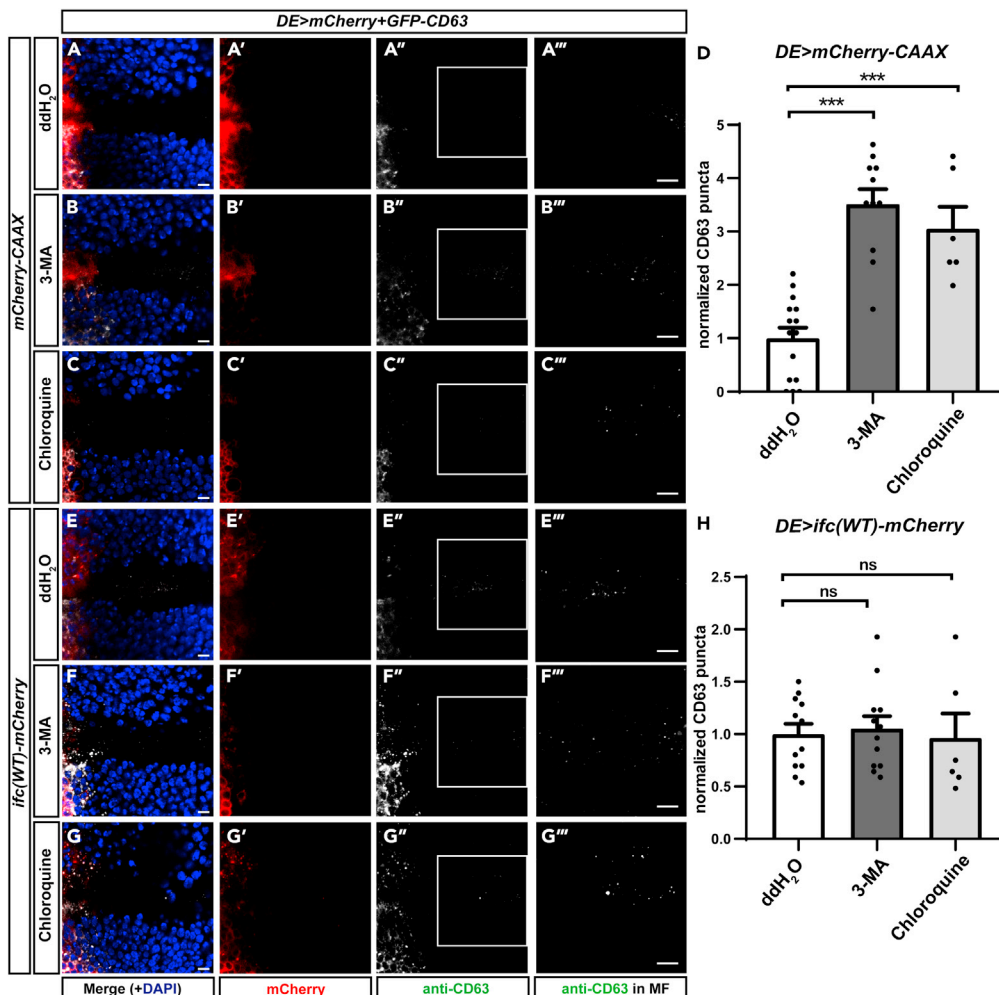 DE>mCherry+GFP-CD63
mCherry-CAAX
ddH2O
A
A'
A''
A'''
3-MA
B
B'
B''
B'''
Chloroquine
C
C'
C''
C'''
ifc(WT)-mCherry
ddH2O
E
E'
E''
E'''
3-MA
F
F'
F''
F'''
Chloroquine
G
G'
G''
G'''
Merge (+DAPI)
mCherry
anti-CD63
anti-CD63 in MF
D
DE>mCherry-CAAX
***
***
normalized CD63 puncta
5
4
3
2
1
0
ddH2O
3-MA
Chloroquine
H
DE>ifc(WT)-mCherry
ns
ns
normalized CD63 puncta
2.5
2.0
1.5
1.0
0.5
0.0
ddH2O
3-MA
Chloroquine